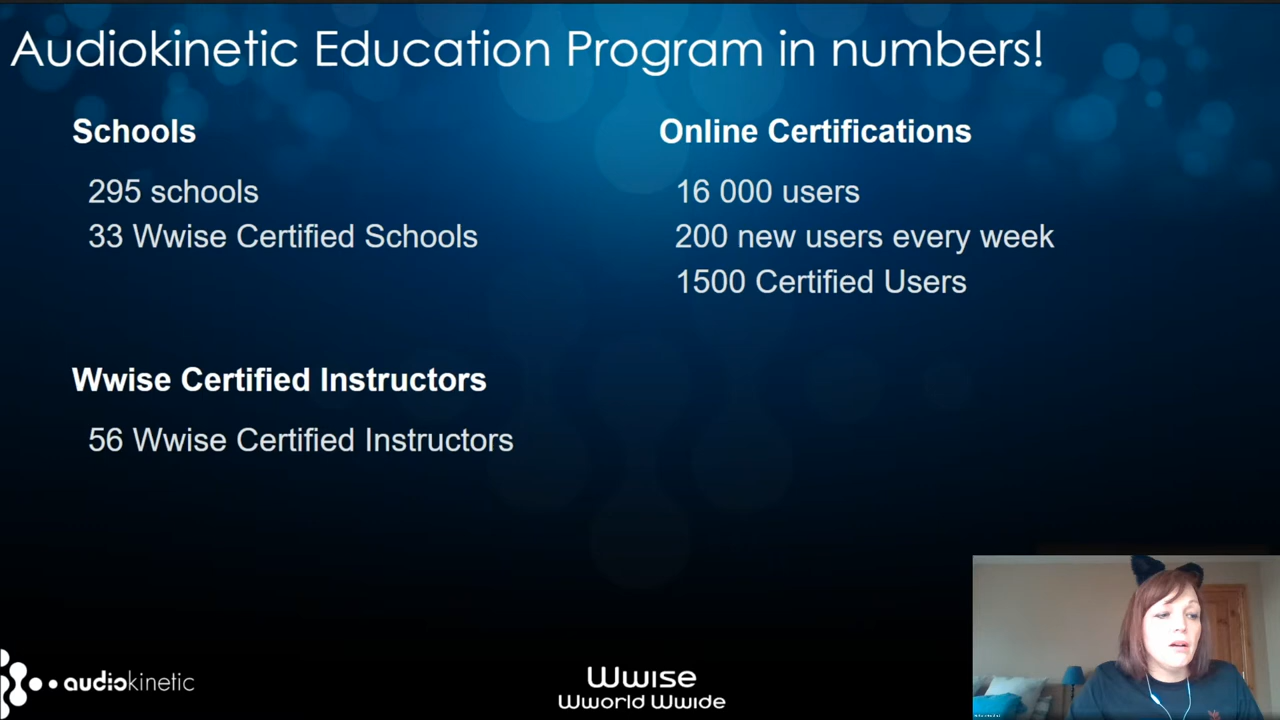 Audiokinetic Education Program in numbers!
Schools
295 schools
33 Wwise Certified Schools
Online Certifications
16 000 users
200 new users every week
1500 Certified Users
Wwise Certified Instructors
56 Wwise Certified Instructors
audiokinetic
Wwise
Wworld Wwide